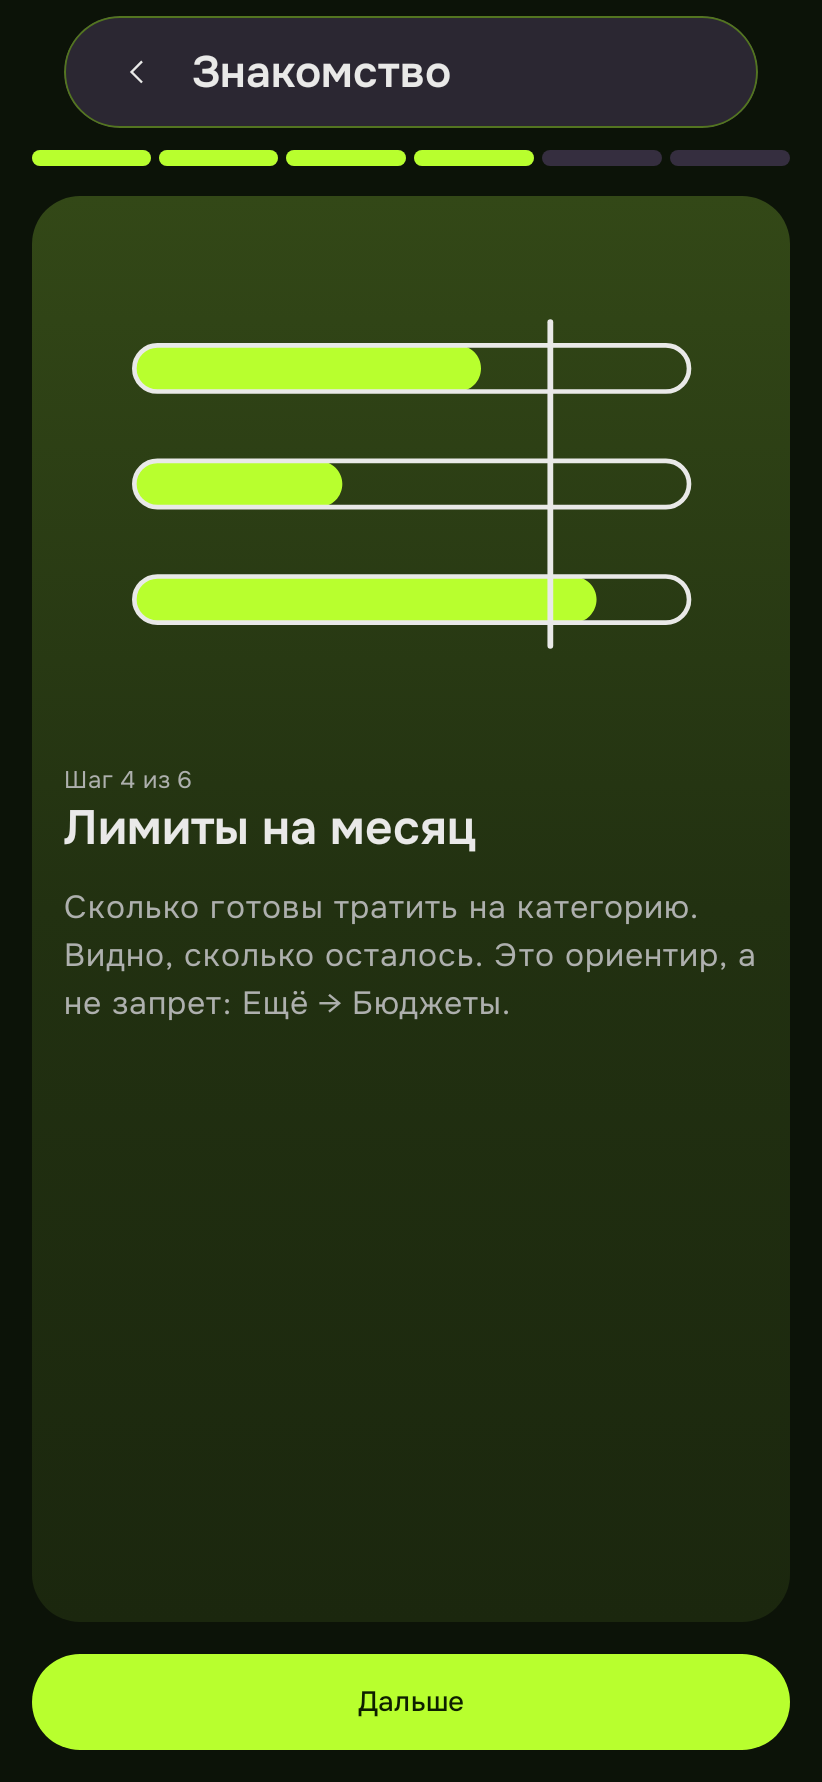 Знакомство
Шаг 4 из 6
Лимиты на месяц
Сколько готовы тратить на категорию.
Видно, сколько осталось. Это ориентир, а
не запрет: Ещё → Бюджеты.
Дальше